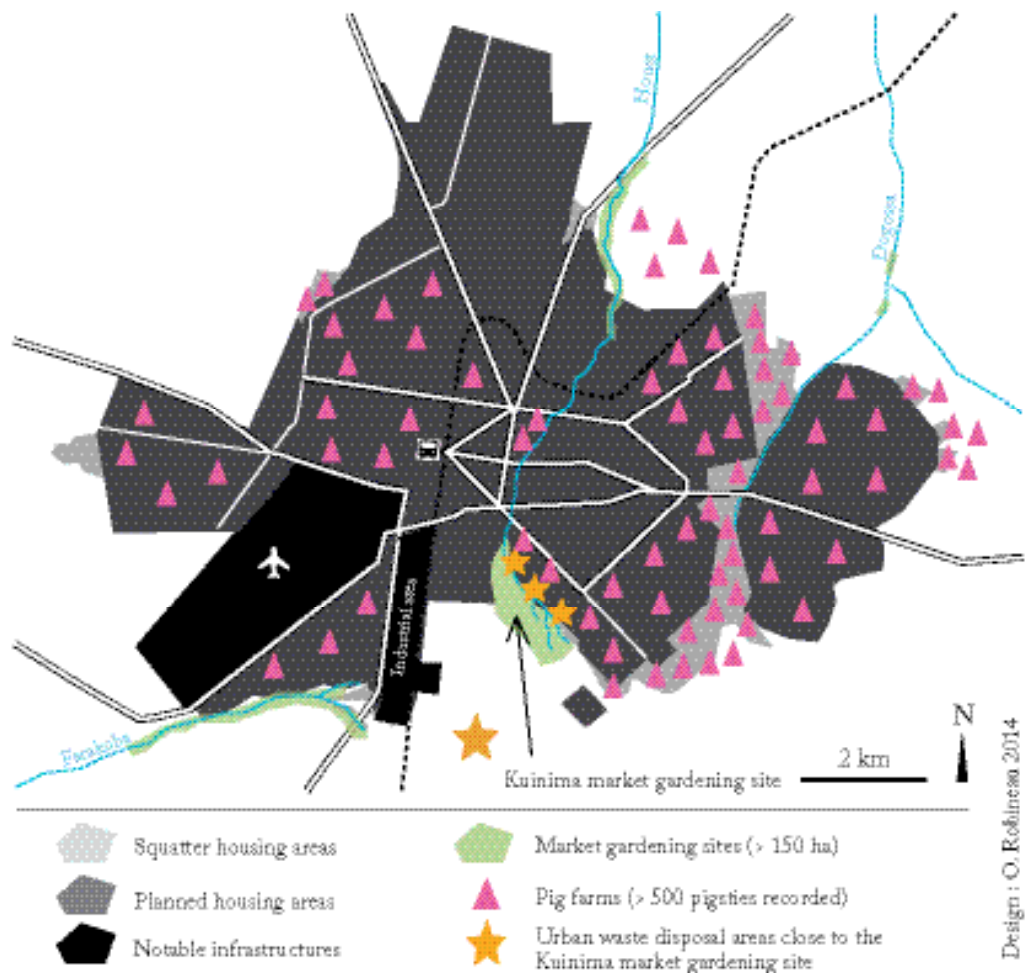 Houet
Dogossa
Industrial area
Farakoba
N
2 km
Kuinima market gardening site
Squatter housing areas
Planned housing areas
Notable infrastructures
Market gardening sites (> 150 ha)
Pig farms (> 500 pigsties recorded)
Urban waste disposal areas close to the
Kuinima market gardening site
Design : O. Robineau 2014